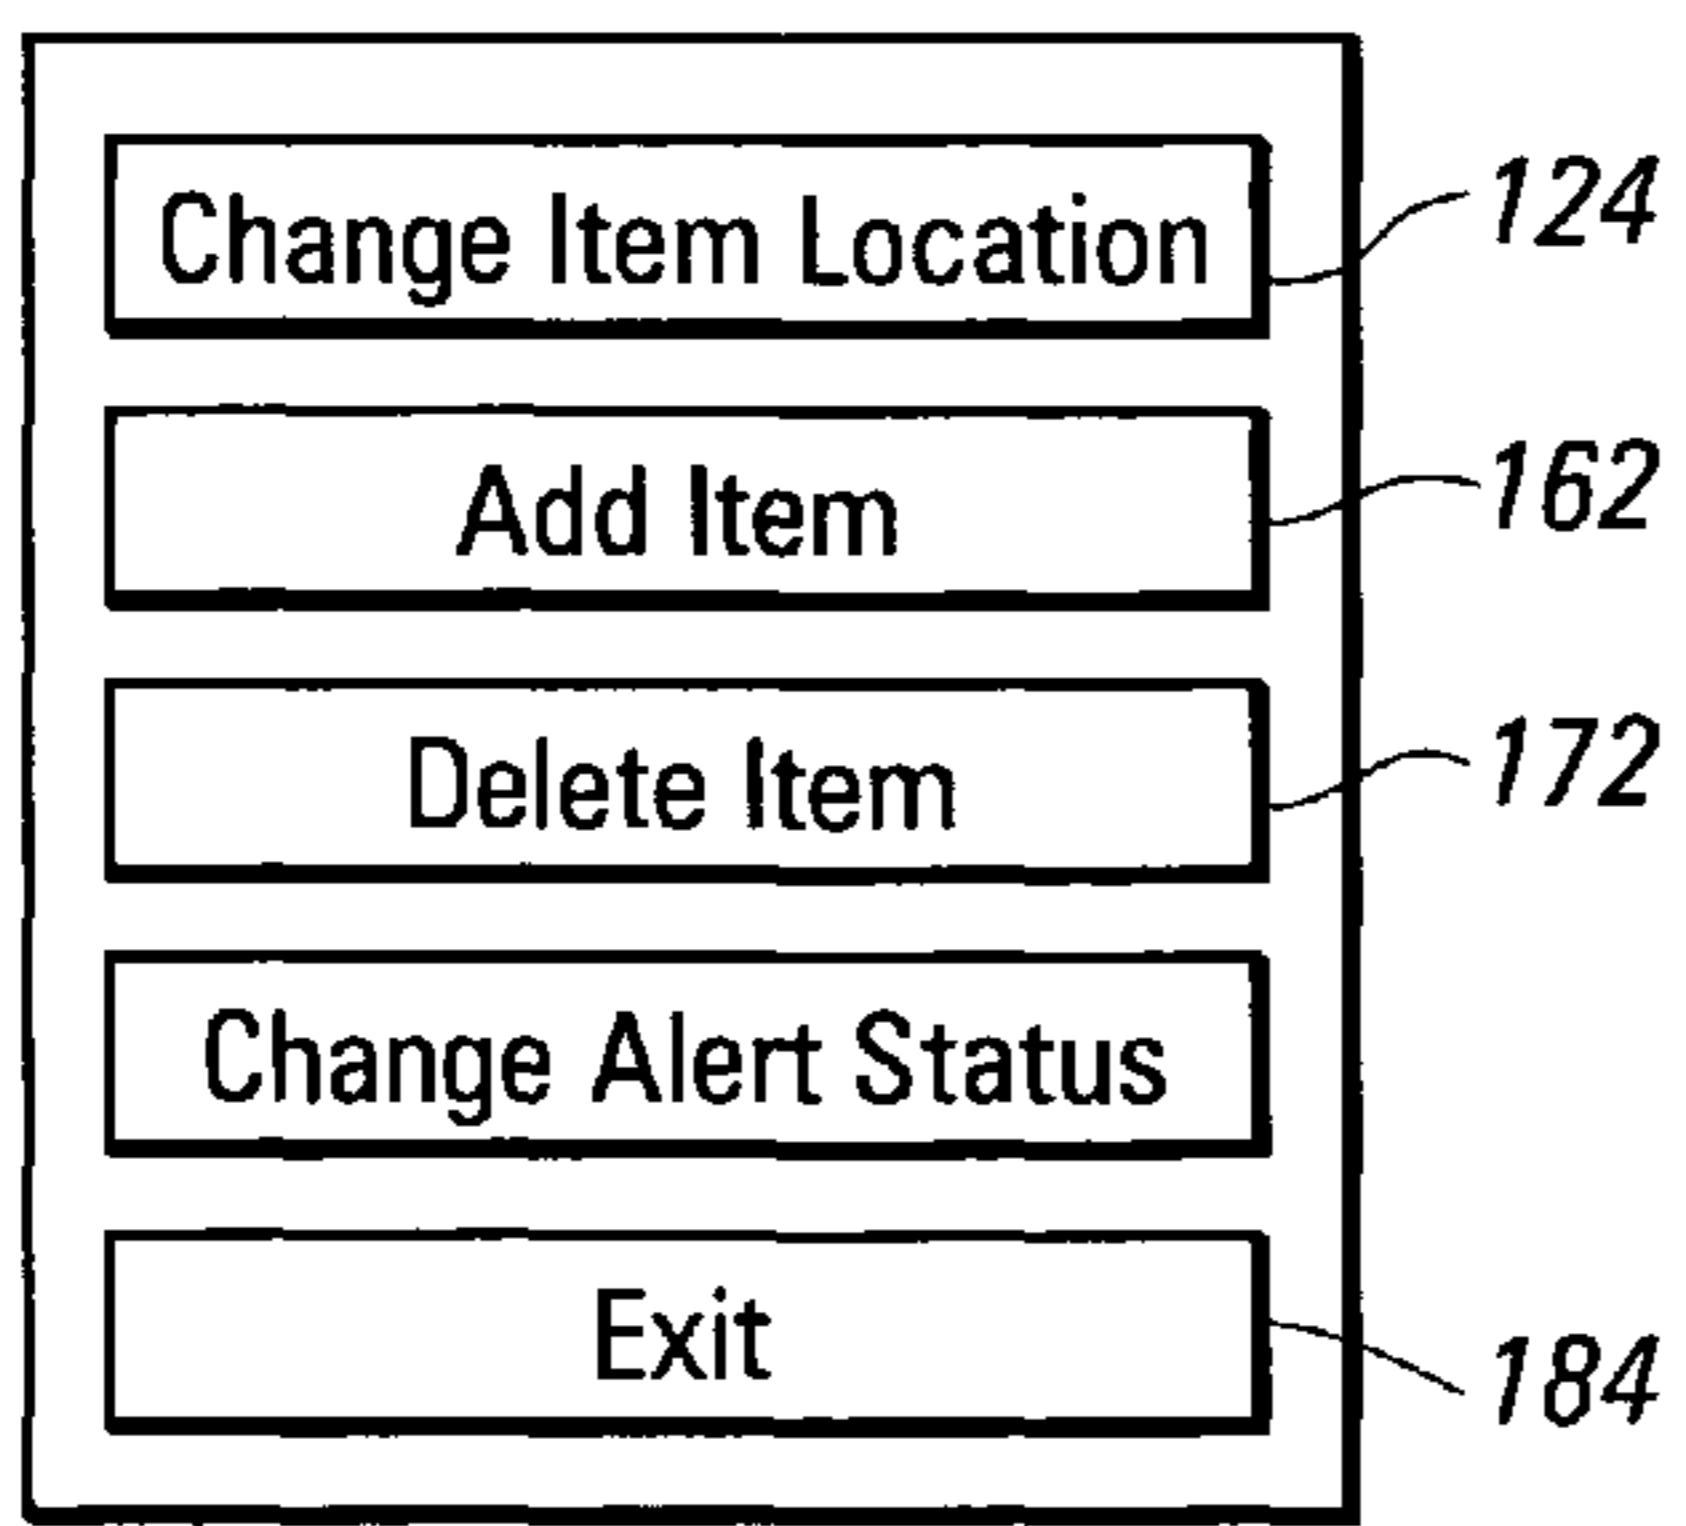 Change Item Location 124
Add Item 162
Delete Item 172
Change Alert Status
Exit 184